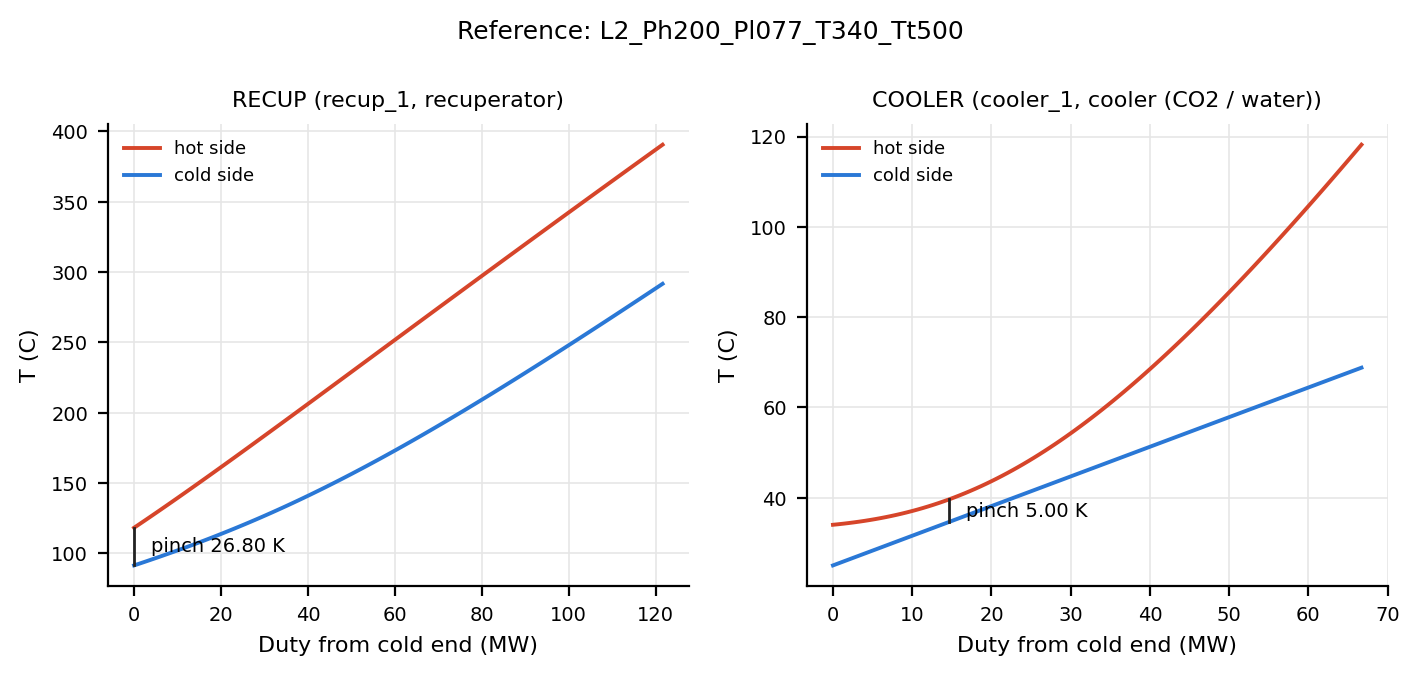 Reference: L2_Ph200_Pl077_T340_Tt500
RECUP (recup_1, recuperator)
400
350
300
250
200
150
100
T (C)
hot side
cold side
pinch 26.80 K
0 20 40 60 80 100 120
Duty from cold end (MW)
COOLER (cooler_1, cooler (CO2 / water))
120
100
80
60
40
T (C)
hot side
cold side
pinch 5.00 K
0 10 20 30 40 50 60 70
Duty from cold end (MW)